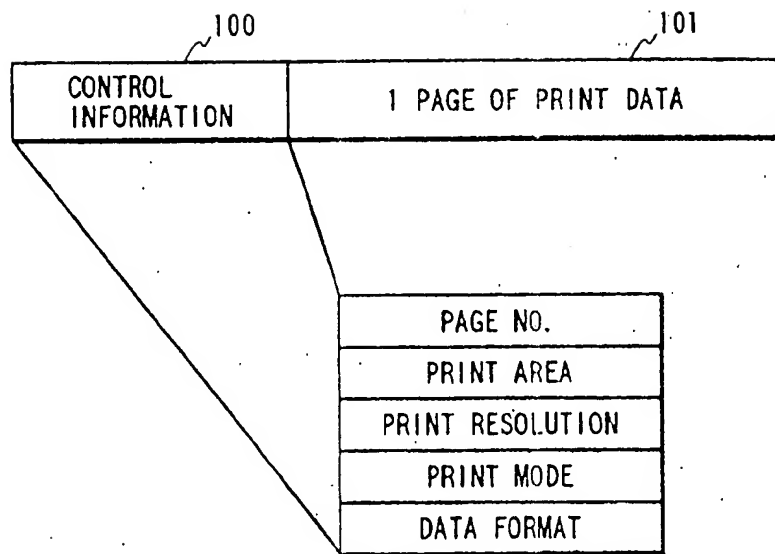 100
101
CONTROL
INFORMATION
1 PAGE OF PRINT DATA
PAGE NO.
PRINT AREA
PRINT RESOLUTION
PRINT MODE
DATA FORMAT